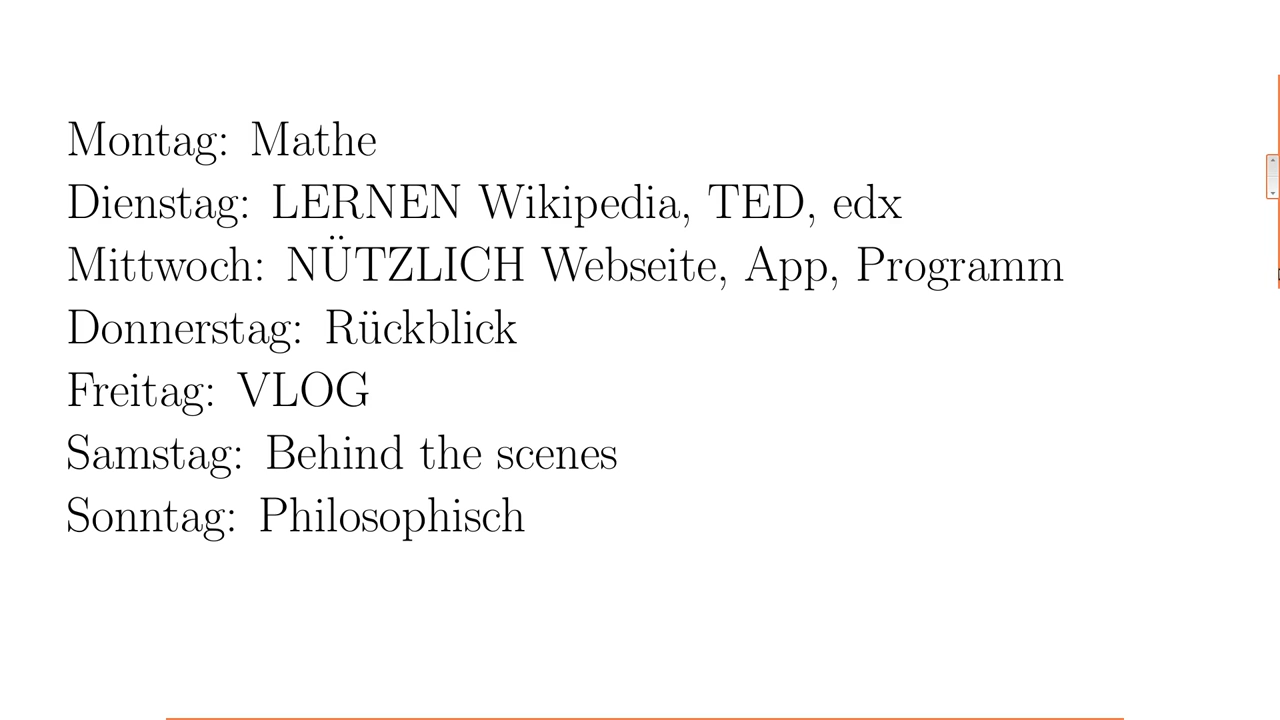 Montag: Mathe
Dienstag: LERNEN Wikipedia, TED, edx
Mittwoch: NÜTZLICH Webseite, App, Programm
Donnerstag: Rückblick
Freitag: VLOG
Samstag: Behind the scenes
Sonntag: Philosophisch